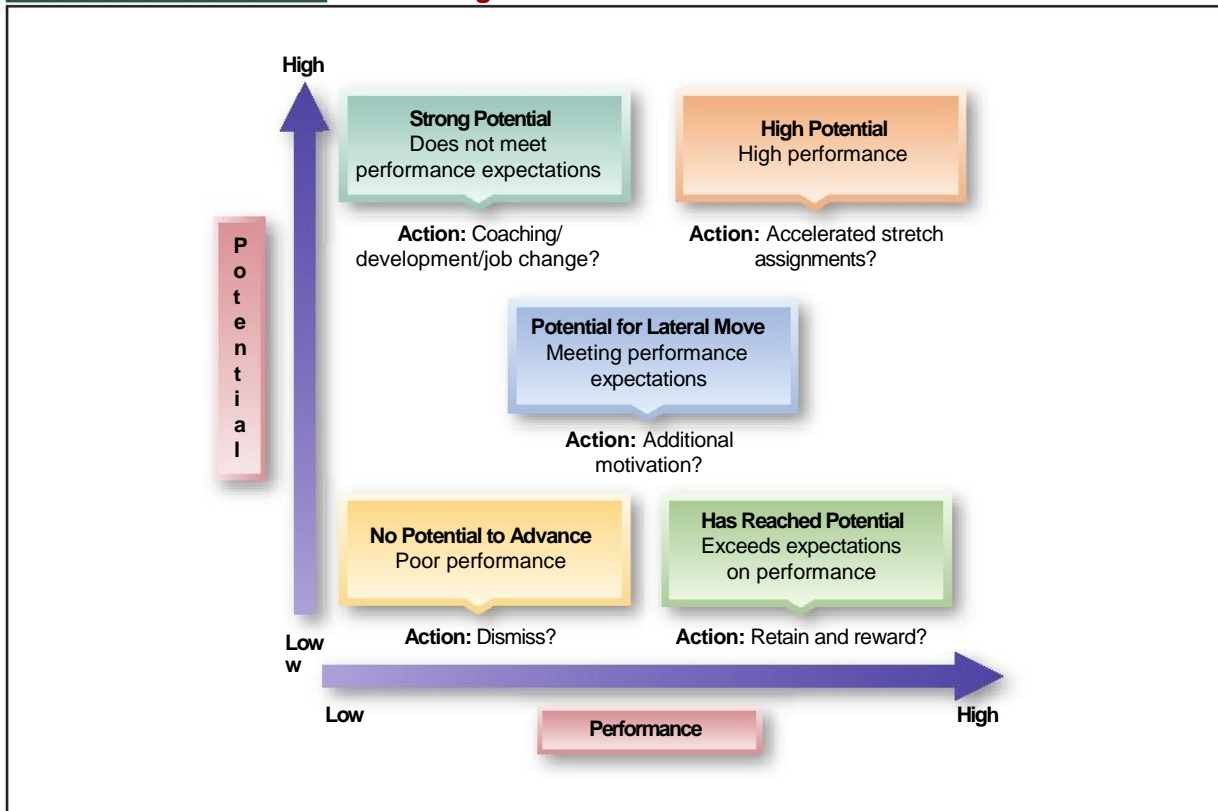 High
Strong Potential
Does not meet
performance expectations
High Potential
High performance
Action: Coaching/
development/job change?
Action: Accelerated stretch
assignments?
P
o
t
e
n
t
i
a
l
Potential for Lateral Move
Meeting performance
expectations
Action: Additional
motivation?
No Potential to Advance
Poor performance
Has Reached Potential
Exceeds expectations
on performance
Action: Dismiss?
Action: Retain and reward?
Low
w
Low
High
Performance